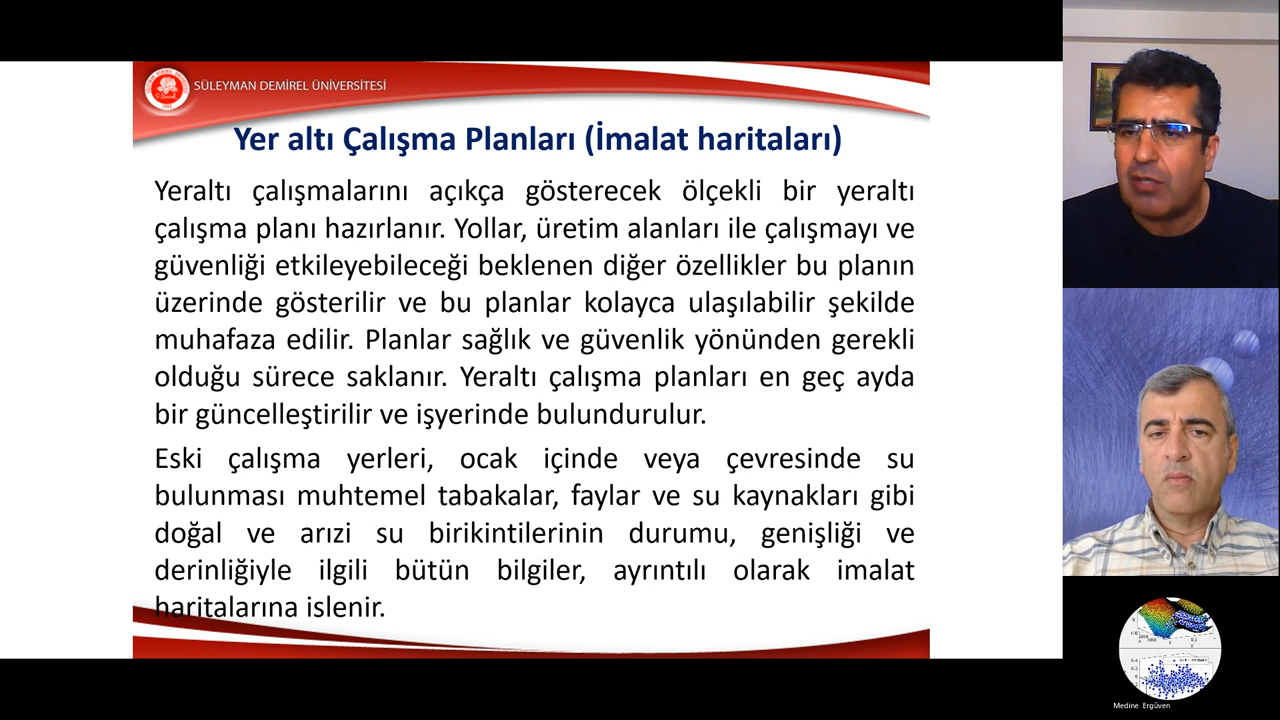 SÜLEYMAN DEMİREL ÜNİVERSİTESİ
Yer altı Çalışma Planları (İmalat haritaları)
Yeraltı çalışmalarını açıkça gösterecek ölçekli bir yeraltı
çalışma planı hazırlanır. Yollar, üretim alanları ile çalışmayı ve
güvenliği etkileyebileceği beklenen diğer özellikler bu planın
üzerinde gösterilir ve bu planlar kolayca ulaşılabilir şekilde
muhafaza edilir. Planlar sağlık ve güvenlik yönünden gerekli
olduğu sürece saklanır. Yeraltı çalışma planları en geç ayda
bir güncelleştirilir ve işyerinde bulundurulur.
Eski çalışma yerleri, ocak içinde veya çevresinde su
bulunması muhtemel tabakalar, faylar ve su kaynakları gibi
doğal ve arızi su birikintilerinin durumu, genişliği ve
derinliğiyle ilgili bütün bilgiler, ayrıntılı olarak imalat
haritalarına islenir.
Medine Ergüven